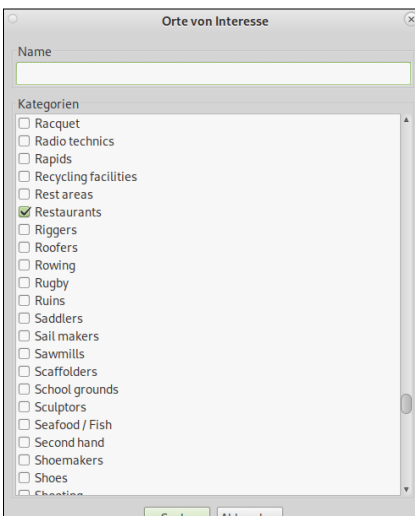 Orte von Interesse
Name
Kategorien
Racquet
Radio technics
Rapids
Recycling facilities
Rest areas
Restaurants
Riggers
Roofers
Rowing
Rugby
Ruins
Saddlers
Sail makers
Sawmills
Scaffolders
School grounds
Sculptors
Seafood / Fish
Second hand
Shoemakers
Shoes